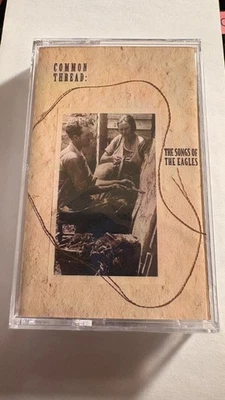 COMMON
THREAD:
THE SONGS OF
THE EAGLES